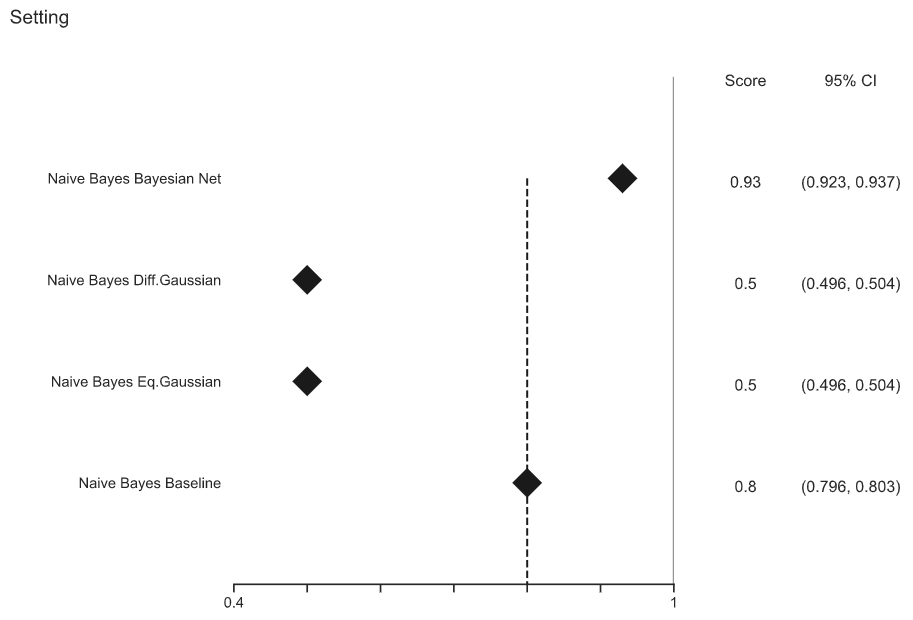 Setting
Score 95% CI
Naive Bayes Bayesian Net 0.93 (0.923, 0.937)
Naive Bayes Diff.Gaussian 0.5 (0.496, 0.504)
Naive Bayes Eq.Gaussian 0.5 (0.496, 0.504)
Naive Bayes Baseline 0.8 (0.796, 0.803)
0.4 1